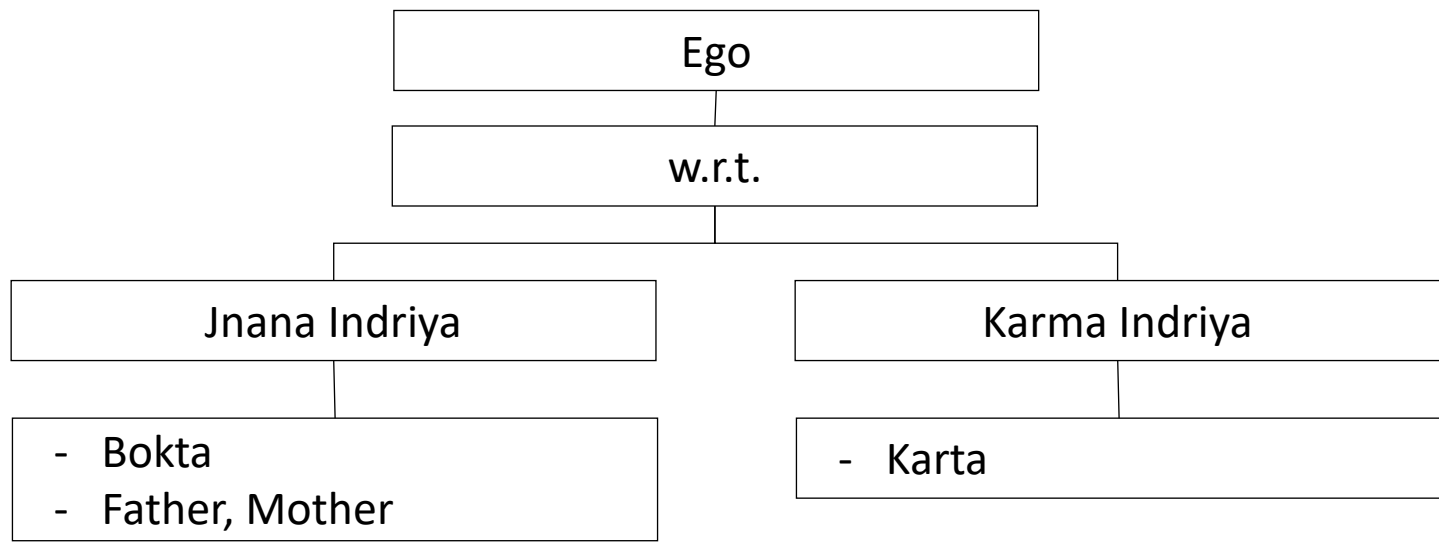 Ego
w.r.t.
Jnana Indriya
Karma Indriya
- Bokta
- Father, Mother
- Karta